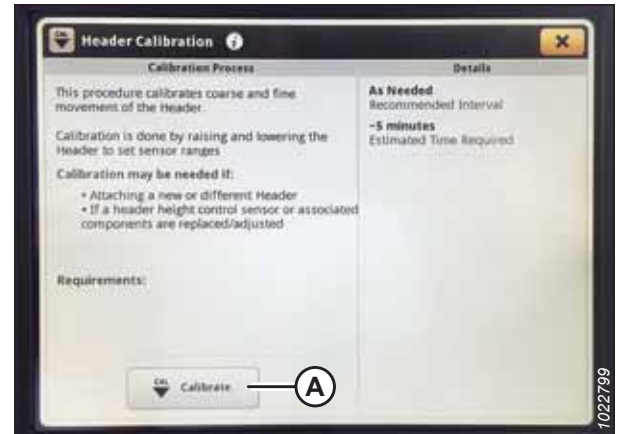 CAL
Header Calibration i
X
Calibration Process
Details
This procedure calibrates coarse and fine
movement of the Header.
Calibration is done by raising and lowering the
Header to set sensor ranges
Calibration may be needed if:
• Attaching a new or different Header
• If a header height control sensor or associated
components are replaced/adjusted
Requirements:
As Needed
Recommended Interval
~5 minutes
Estimated Time Required
CAL
Calibrate
A
1022799